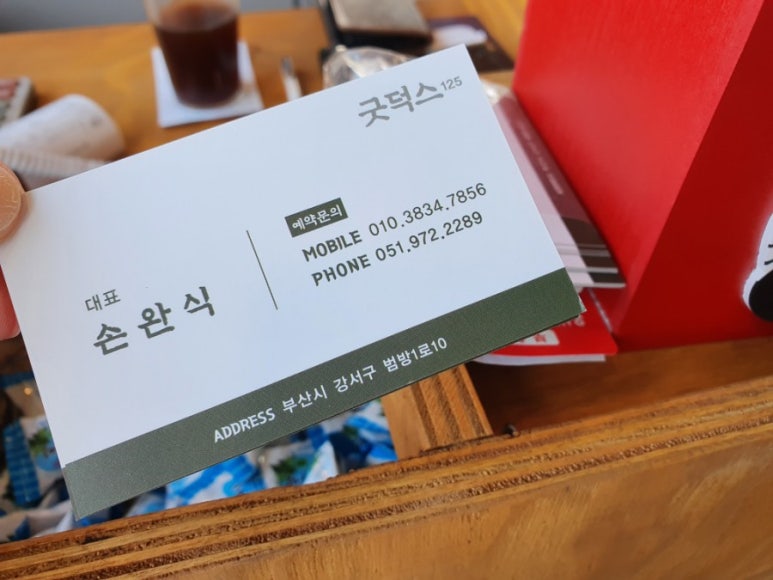 굿덕스125
예약문의
MOBILE 010.3834.7856
PHONE 051.972.2289
대표
손완식
ADDRESS 부산시 강서구 범방1로10